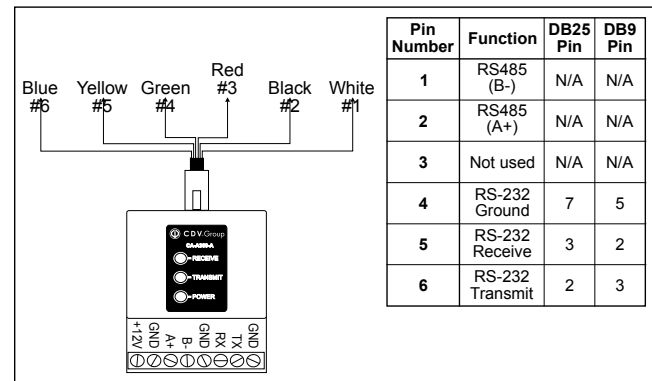 Blue
#6
Yellow
#5
Green
#4
Red
#3
Black
#2
White
#1
CDV.Group
CA-A360-A
RECEIVE
TRANSMIT
POWER
+12V GND A+ B- GND RX TX GND
Pin Number Function DB25 Pin DB9 Pin
1 RS485 (B-) N/A N/A
2 RS485 (A+) N/A N/A
3 Not used N/A N/A
4 RS-232 Ground 7 5
5 RS-232 Receive 3 2
6 RS-232 Transmit 2 3